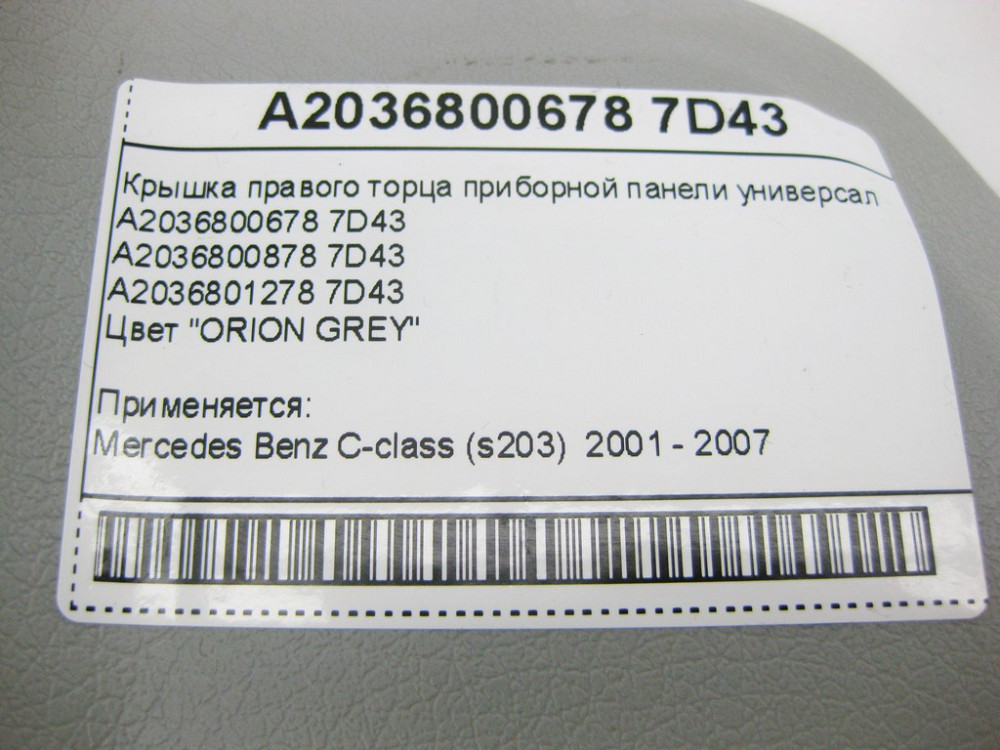 A2036800678 7D43
Крышка правого торца приборной панели универсал
A2036800678 7D43
A2036800878 7D43
A2036801278 7D43
Цвет "ORION GREY"
Применяется:
Mercedes Benz C-class (s203) 2001 - 2007